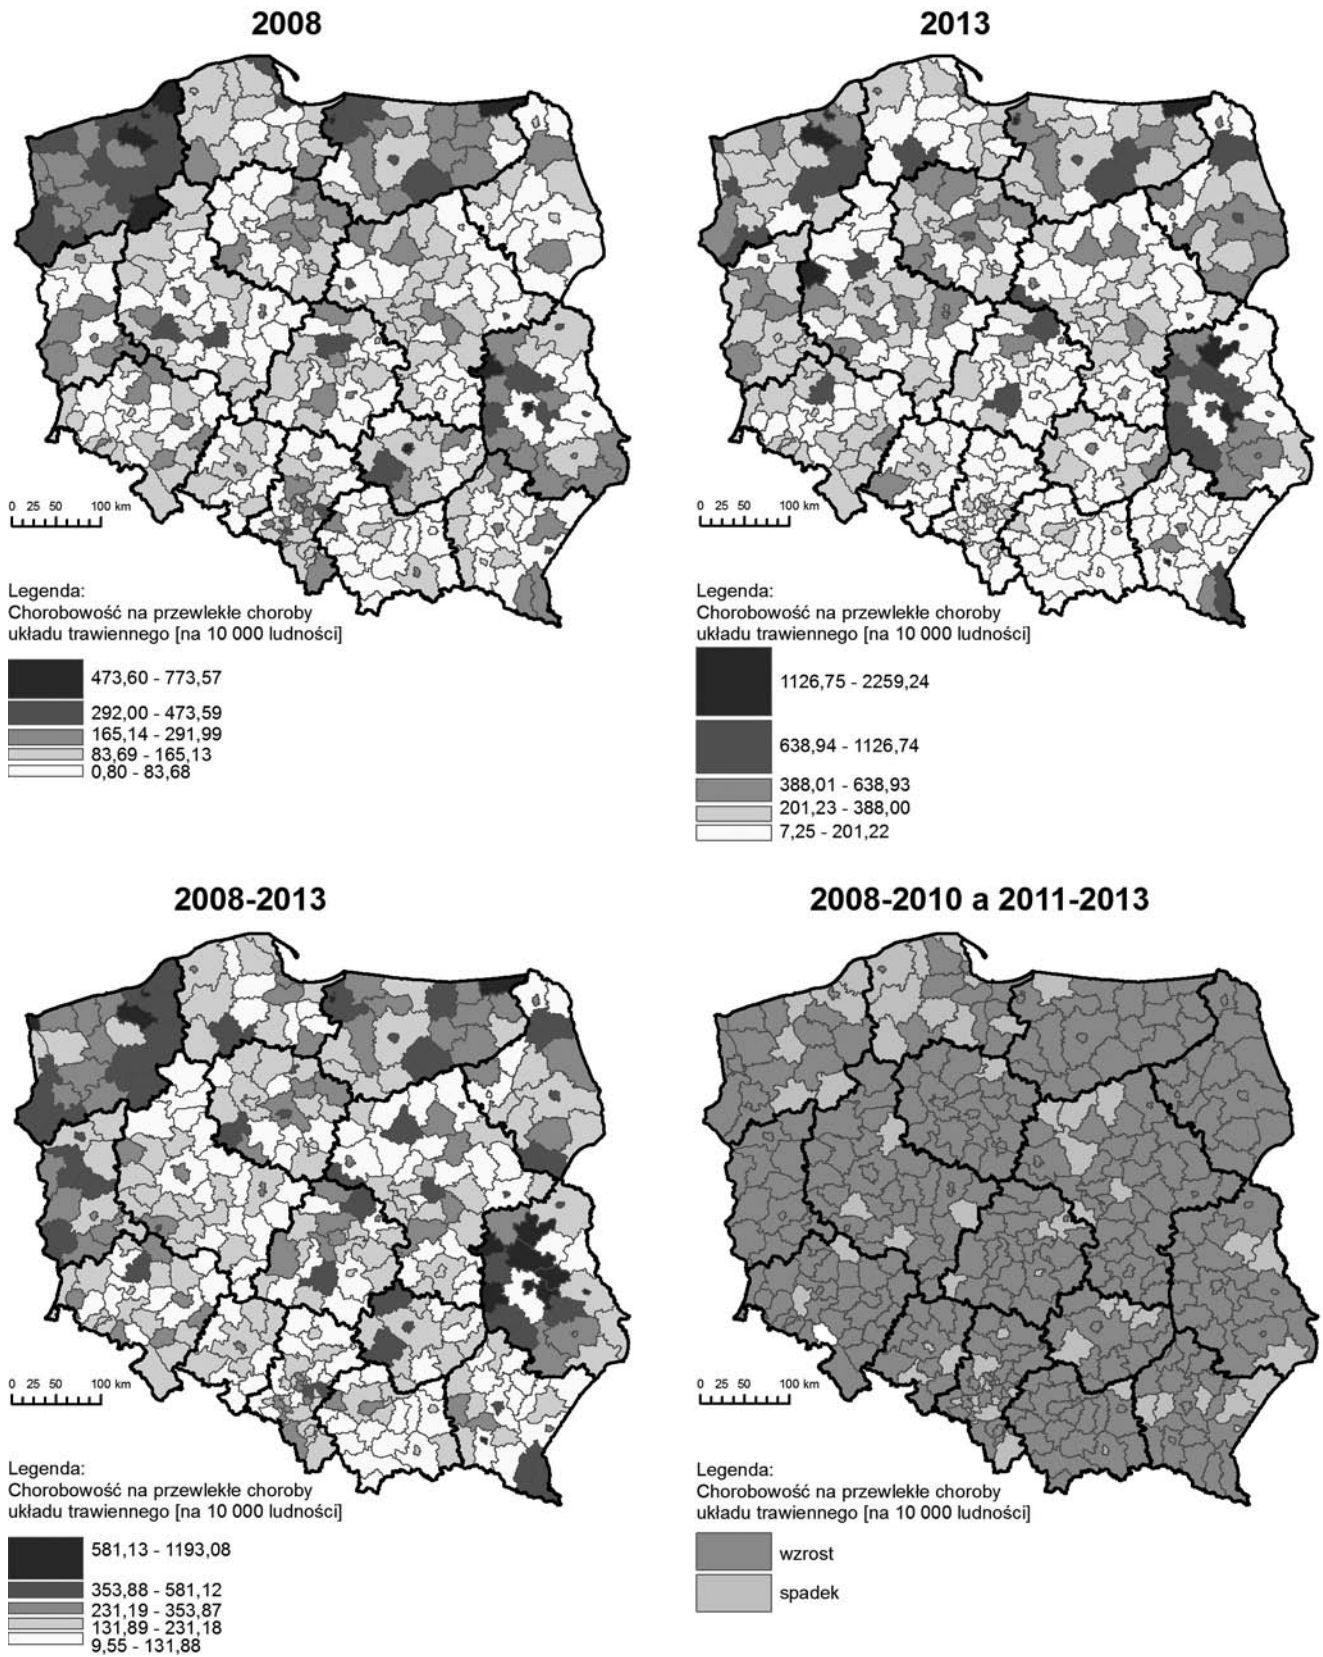 2008
0 25 50 100 km
Legenda:
Chorobowość na przewlekłe choroby
układu trawiennego [na 10 000 ludności]
473,60 - 773,57
292,00 - 473,59
165,14 - 291,99
83,69 - 165,13
0,80 - 83,68
2013
0 25 50 100 km
Legenda:
Chorobowość na przewlekłe choroby
układu trawiennego [na 10 000 ludności]
1126,75 - 2259,24
638,94 - 1126,74
388,01 - 638,93
201,23 - 388,00
7,25 - 201,22
2008-2013
0 25 50 100 km
Legenda:
Chorobowość na przewlekłe choroby
układu trawiennego [na 10 000 ludności]
581,13 - 1193,08
353,88 - 581,12
231,19 - 353,87
131,89 - 231,18
9,55 - 131,88
2008-2010 a 2011-2013
0 25 50 100 km
Legenda:
Chorobowość na przewlekłe choroby
układu trawiennego [na 10 000 ludności]
wzrost
spadek